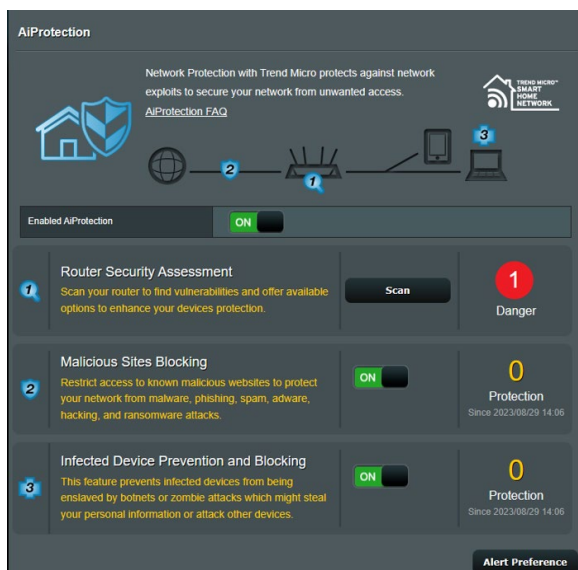 AiProtection
Network Protection with Trend Micro protects against network
exploits to secure your network from unwanted access.
AiProtection FAQ
TREND MICRO™
SMART
HOME
NETWORK
3
2
1
Enabled AiProtection
ON
1
Router Security Assessment
Scan your router to find vulnerabilities and offer available
options to enhance your devices protection.
Scan
1
Danger
2
Malicious Sites Blocking
Restrict access to known malicious websites to protect
your network from malware, phishing, spam, adware,
hacking, and ransomware attacks.
ON
0
Protection
Since 2023/08/29 14:06
3
Infected Device Prevention and Blocking
This feature prevents infected devices from being
enslaved by botnets or zombie attacks which might steal
your personal information or attack other devices.
ON
0
Protection
Since 2023/08/29 14:06
Alert Preference